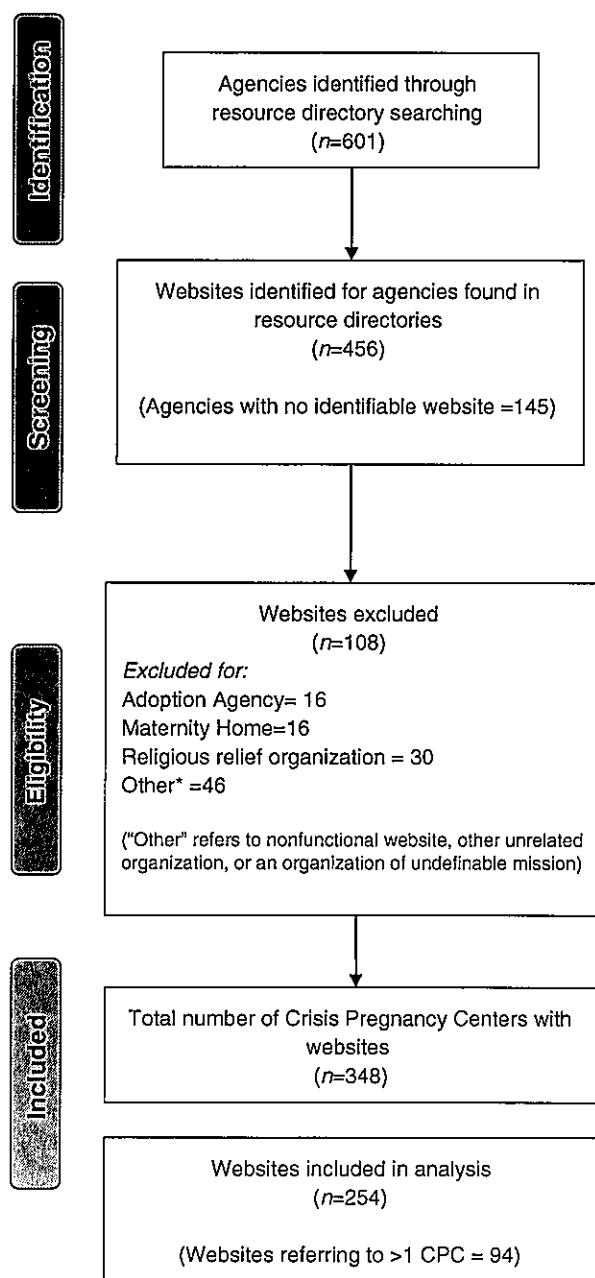 Identification
Agencies identified through
resource directory searching
(n=601)
Screening
Websites identified for agencies found in
resource directories
(n=456)
(Agencies with no identifiable website =145)
Eligibility
Websites excluded
(n=108)
Excluded for:
Adoption Agency= 16
Maternity Home=16
Religious relief organization = 30
Other* =46
("Other" refers to nonfunctional website, other unrelated
organization, or an organization of undefinable mission)
Included
Total number of Crisis Pregnancy Centers with
websites
(n=348)
Websites included in analysis
(n=254)
(Websites referring to >1 CPC = 94)